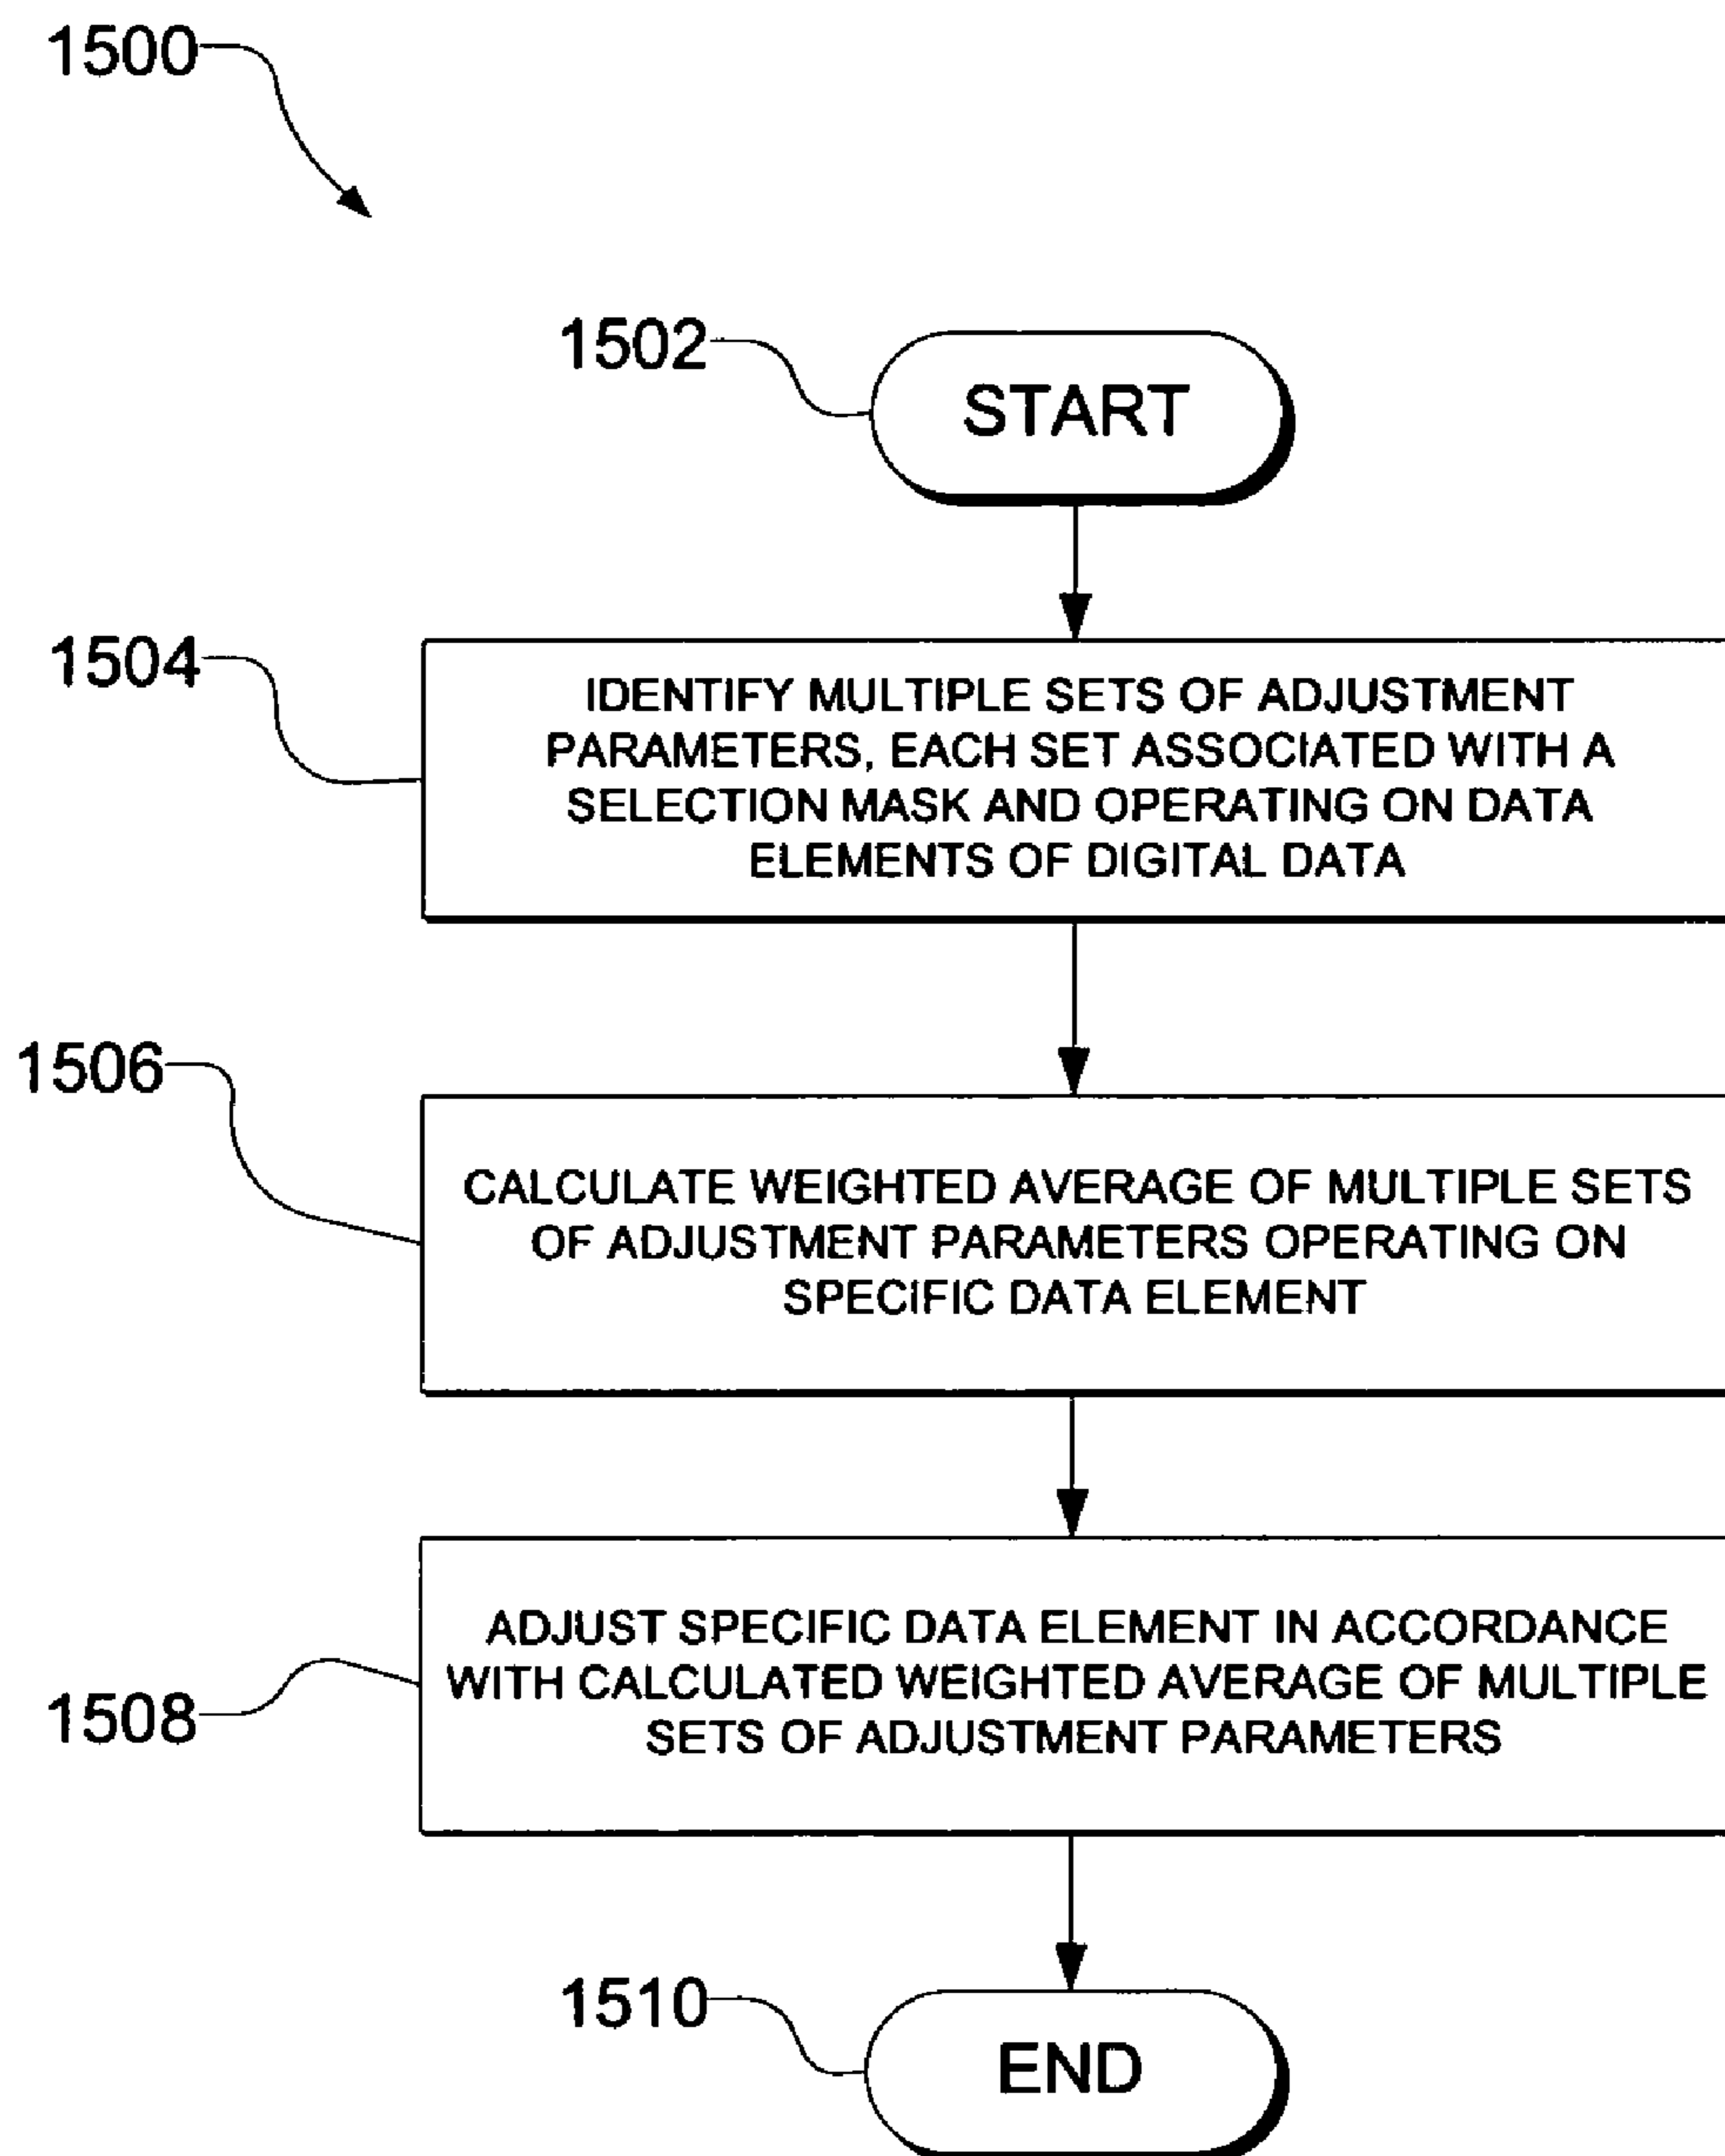 1500
1502
START
1504
IDENTIFY MULTIPLE SETS OF ADJUSTMENT
PARAMETERS, EACH SET ASSOCIATED WITH A
SELECTION MASK AND OPERATING ON DATA
ELEMENTS OF DIGITAL DATA
1506
CALCULATE WEIGHTED AVERAGE OF MULTIPLE SETS
OF ADJUSTMENT PARAMETERS OPERATING ON
SPECIFIC DATA ELEMENT
ADJUST SPECIFIC DATA ELEMENT IN ACCORDANCE
WITH CALCULATED WEIGHTED AVERAGE OF MULTIPLE
SETS OF ADJUSTMENT PARAMETERS
1508
1510
END